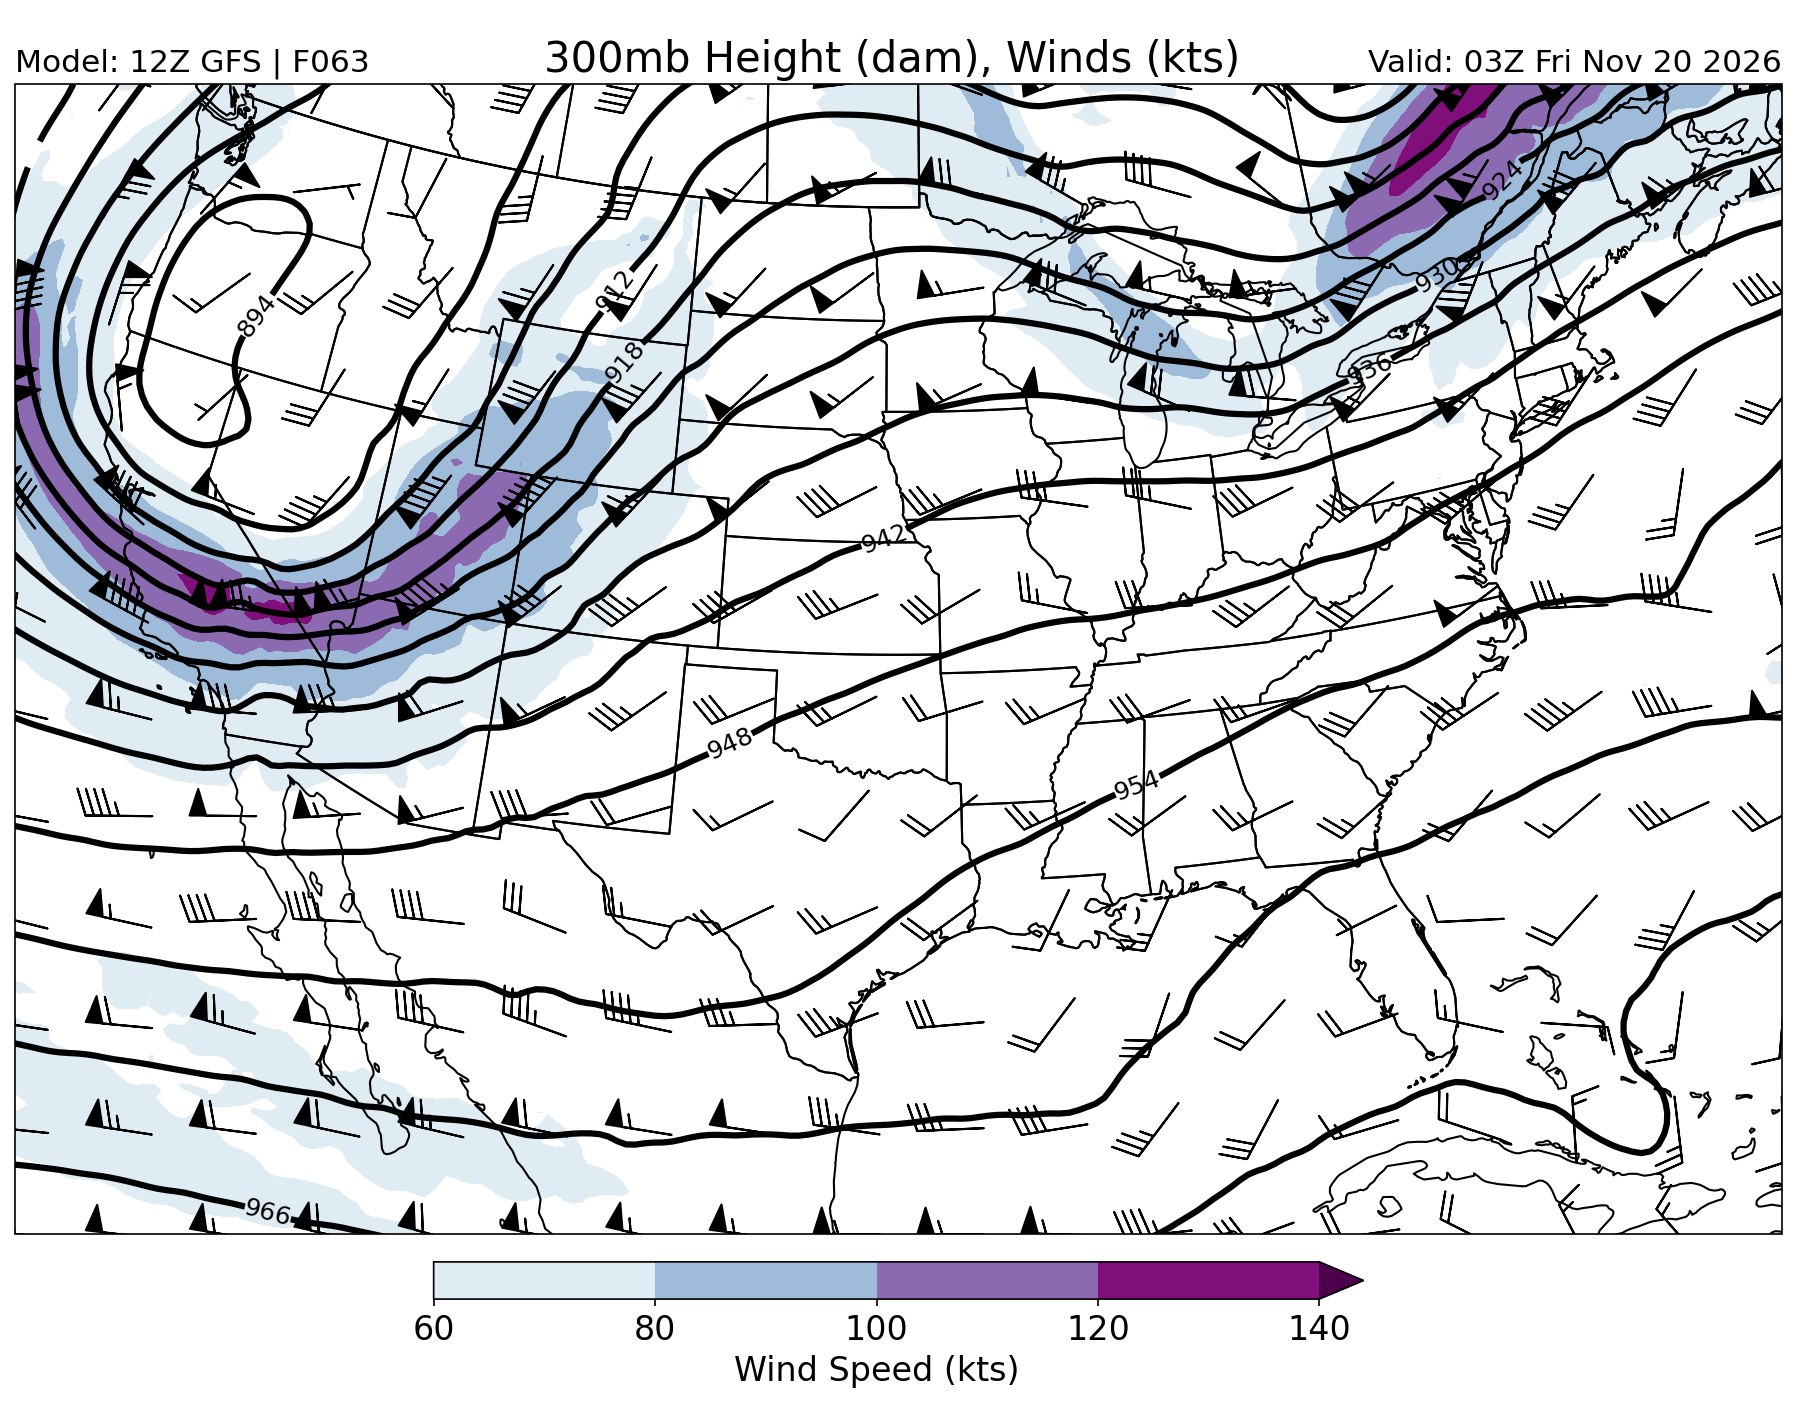 Model: 12Z GFS | F063
300mb Height (dam), Winds (kts)
Valid: 03Z Fri Nov 20 2026
924
930
912
894
918
936
942
948
954
966
60 80 100 120 140
Wind Speed (kts)